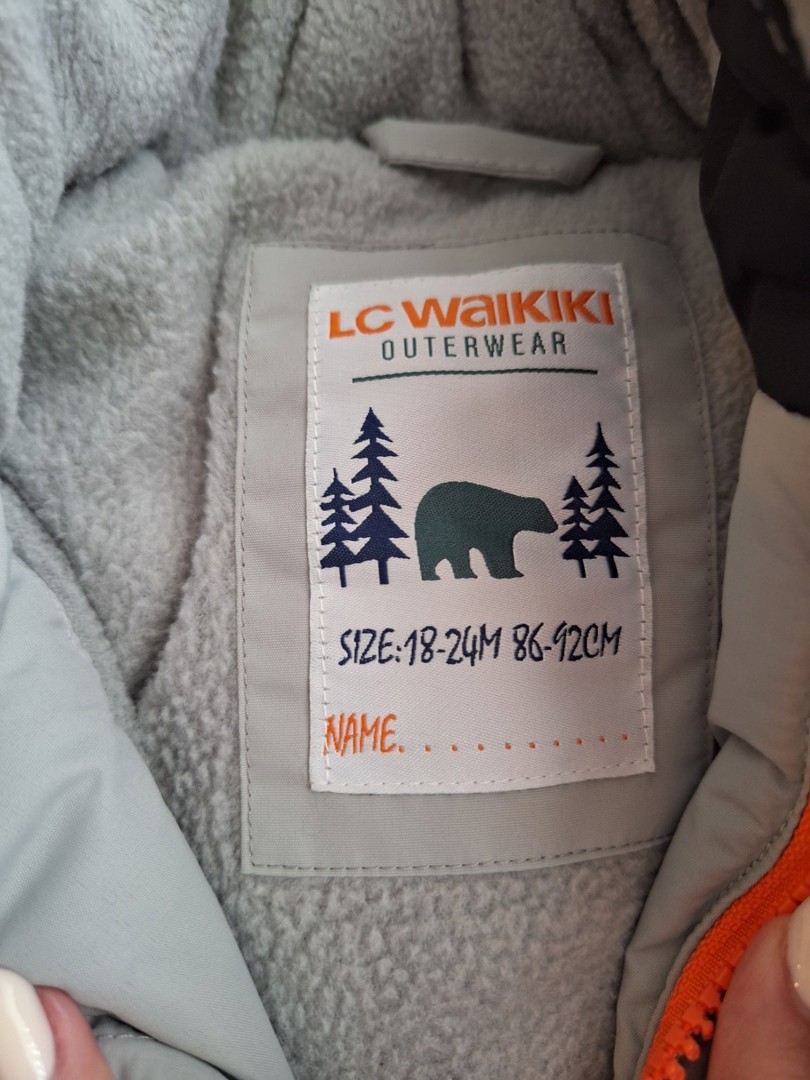 LC WAIKIKI
OUTERWEAR
SIZE:18-24M 86-92CM
NAME. . . . . . . . . . . .